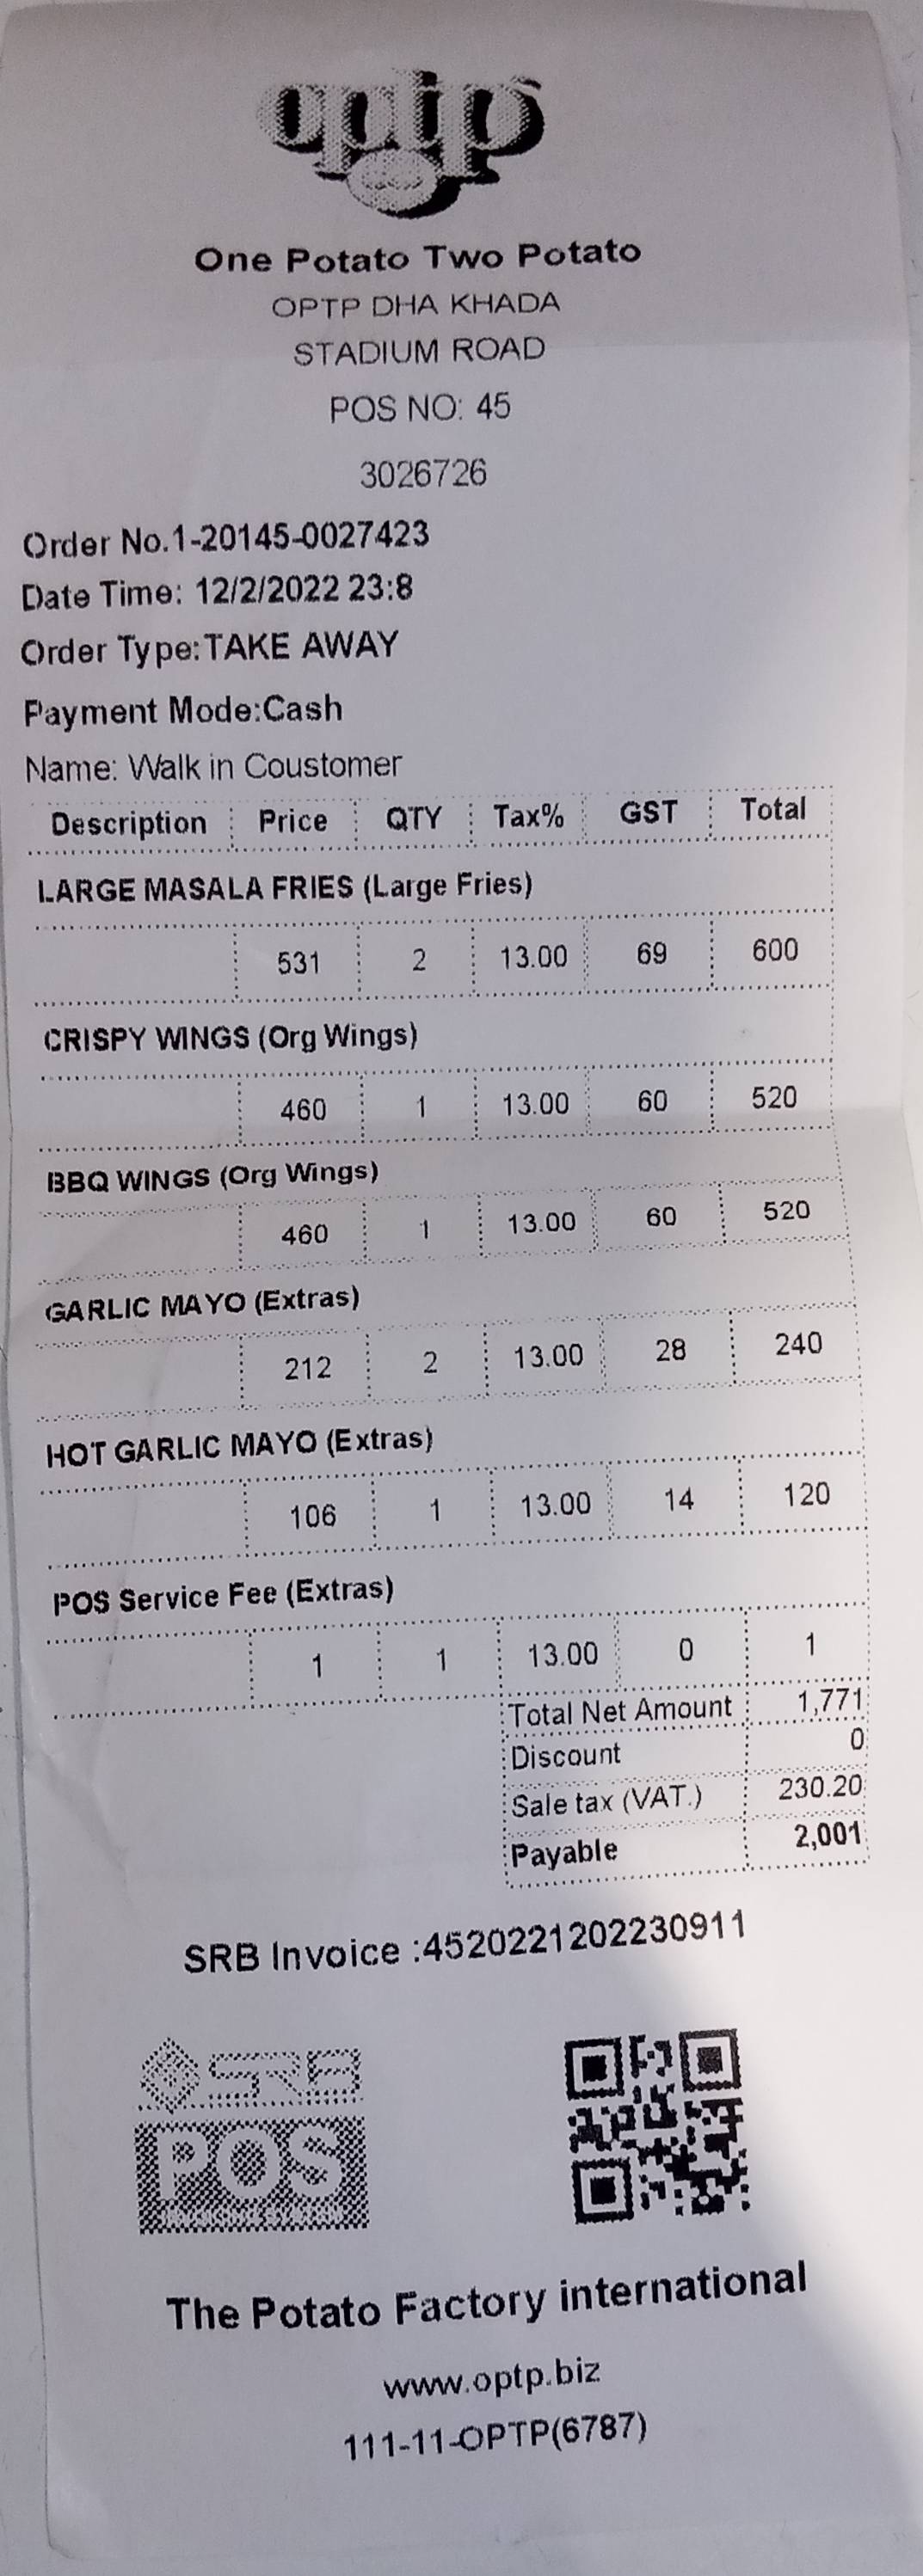 optp
One Potato Two Potato
OPTP DHA KHADA
STADIUM ROAD
POS NO: 45
3026726
Order No.1-20145-0027423
Date Time: 12/2/2022 23:8
Order Type:TAKE AWAY
Payment Mode:Cash
Name: Walk in Coustomer
Description Price QTY Tax% GST Total
LARGE MASALA FRIES (Large Fries)
531 2 13.00 69 600
CRISPY WINGS (Org Wings)
460 1 13.00 60 520
BBQ WINGS (Org Wings)
460 1 13.00 60 520
GARLIC MAYO (Extras)
212 2 13.00 28 240
HOT GARLIC MAYO (Extras)
106 1 13.00 14 120
POS Service Fee (Extras)
1 1 13.00 0 1
Total Net Amount 1,771
Discount 0
Sale tax (VAT.) 230.20
Payable 2,001
SRB Invoice :4520221202230911
SRB
POS
The Potato Factory international
www.optp.biz
111-11-OPTP(6787)